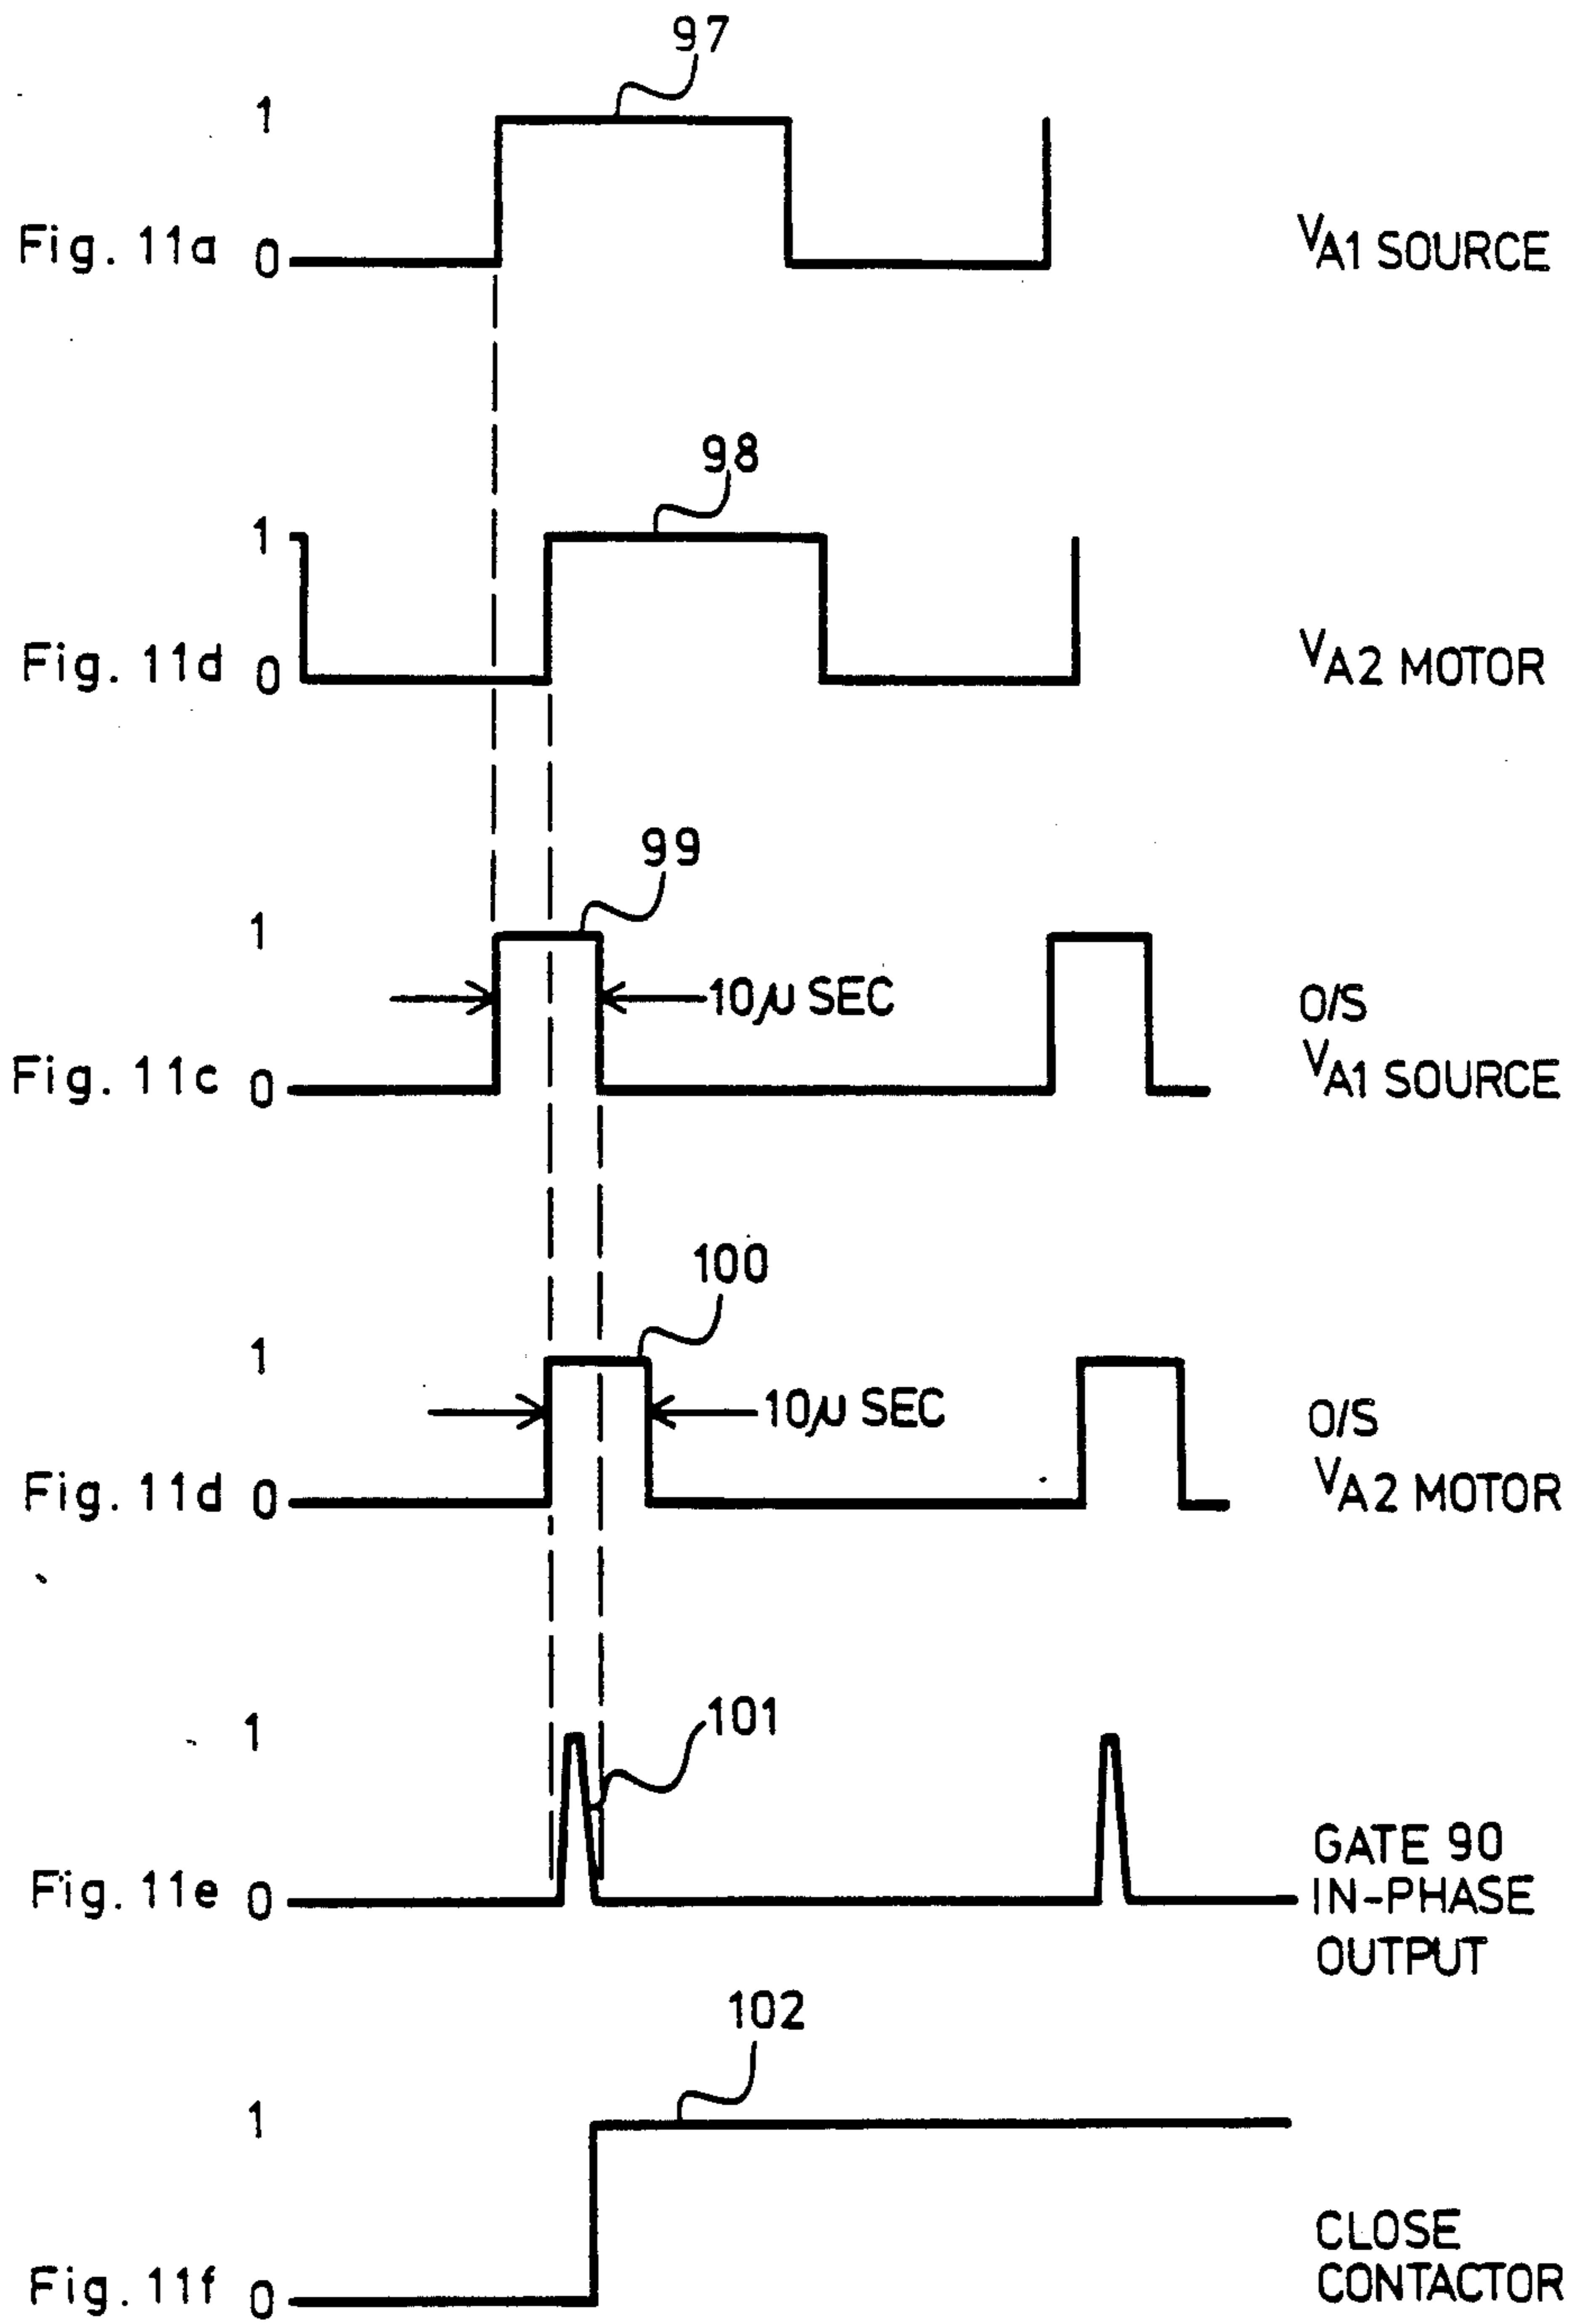 97
1
Fig. 11a 0
VA1 SOURCE
98
1
Fig. 11d 0
VA2 MOTOR
99
1
10µ SEC
Fig. 11c 0
O/S
VA1 SOURCE
100
1
10µ SEC
Fig. 11d 0
O/S
VA2 MOTOR
1
101
Fig. 11e 0
GATE 90
IN-PHASE
OUTPUT
102
1
Fig. 11f 0
CLOSE
CONTACTOR